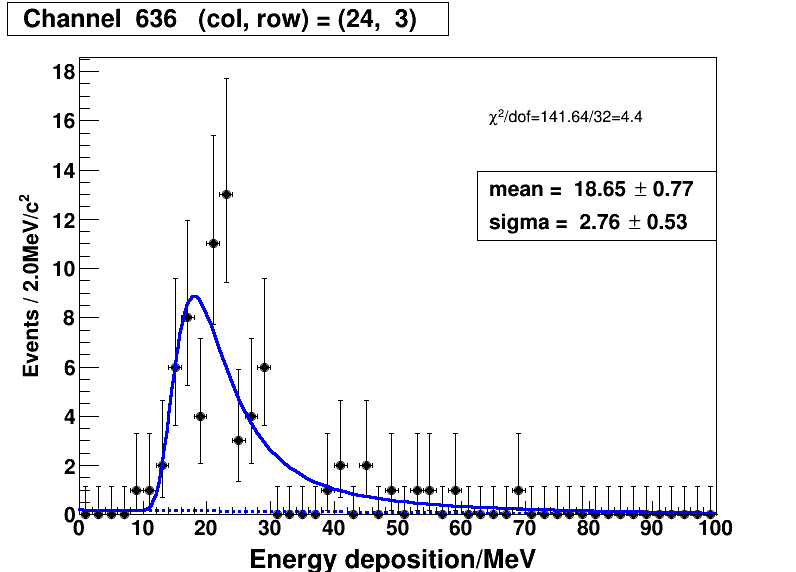 Channel 636 (col, row) = (24, 3)
χ²/dof=141.64/32=4.4
mean = 18.65 ± 0.77
sigma = 2.76 ± 0.53
Events / 2.0MeV/c²
18
16
14
12
10
8
6
4
2
0
0 10 20 30 40 50 60 70 80 90 100
Energy deposition/MeV